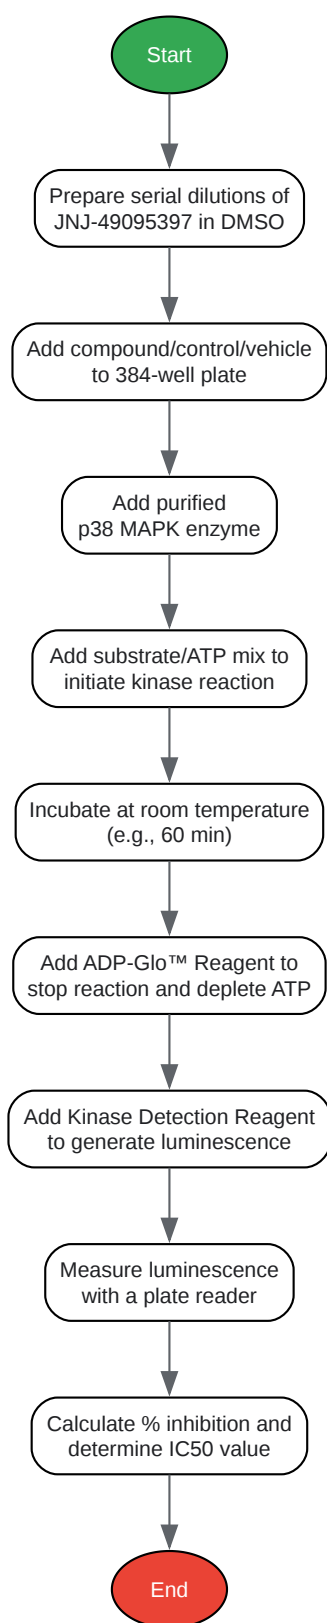 Start
Prepare serial dilutions of
JNJ-49095397 in DMSO
Add compound/control/vehicle
to 384-well plate
Add purified
p38 MAPK enzyme
Add substrate/ATP mix to
initiate kinase reaction
Incubate at room temperature
(e.g., 60 min)
Add ADP-Glo™ Reagent to
stop reaction and deplete ATP
Add Kinase Detection Reagent
to generate luminescence
Measure luminescence
with a plate reader
Calculate % inhibition and
determine IC50 value
End